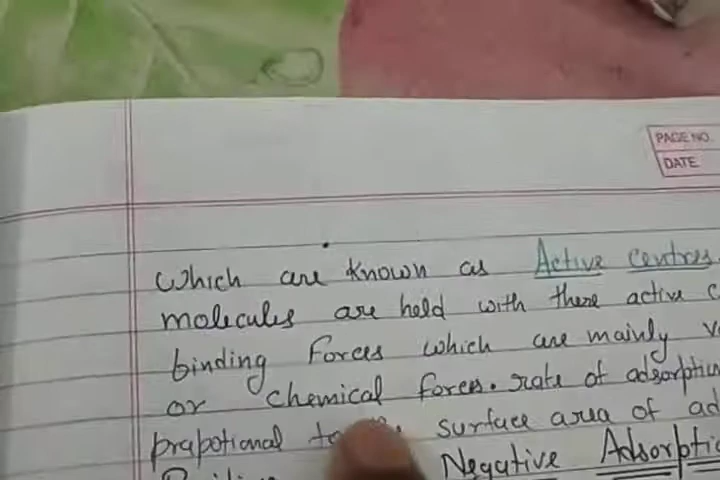 PAGE NO.
DATE
Which are known as Active centres.
molecules are held with these active
binding Forces which are mainly
or chemical forces. rate of adsorption
prapotional surface area of
Negative Adsorptio